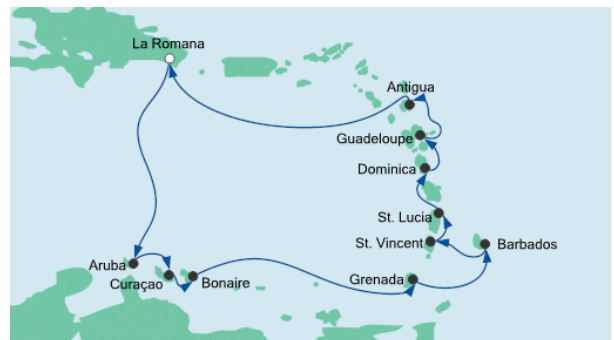 La Romana
Antigua
Guadeloupe
Dominica
St. Lucia
St. Vincent
Barbados
Aruba
Curaçao
Bonaire
Grenada